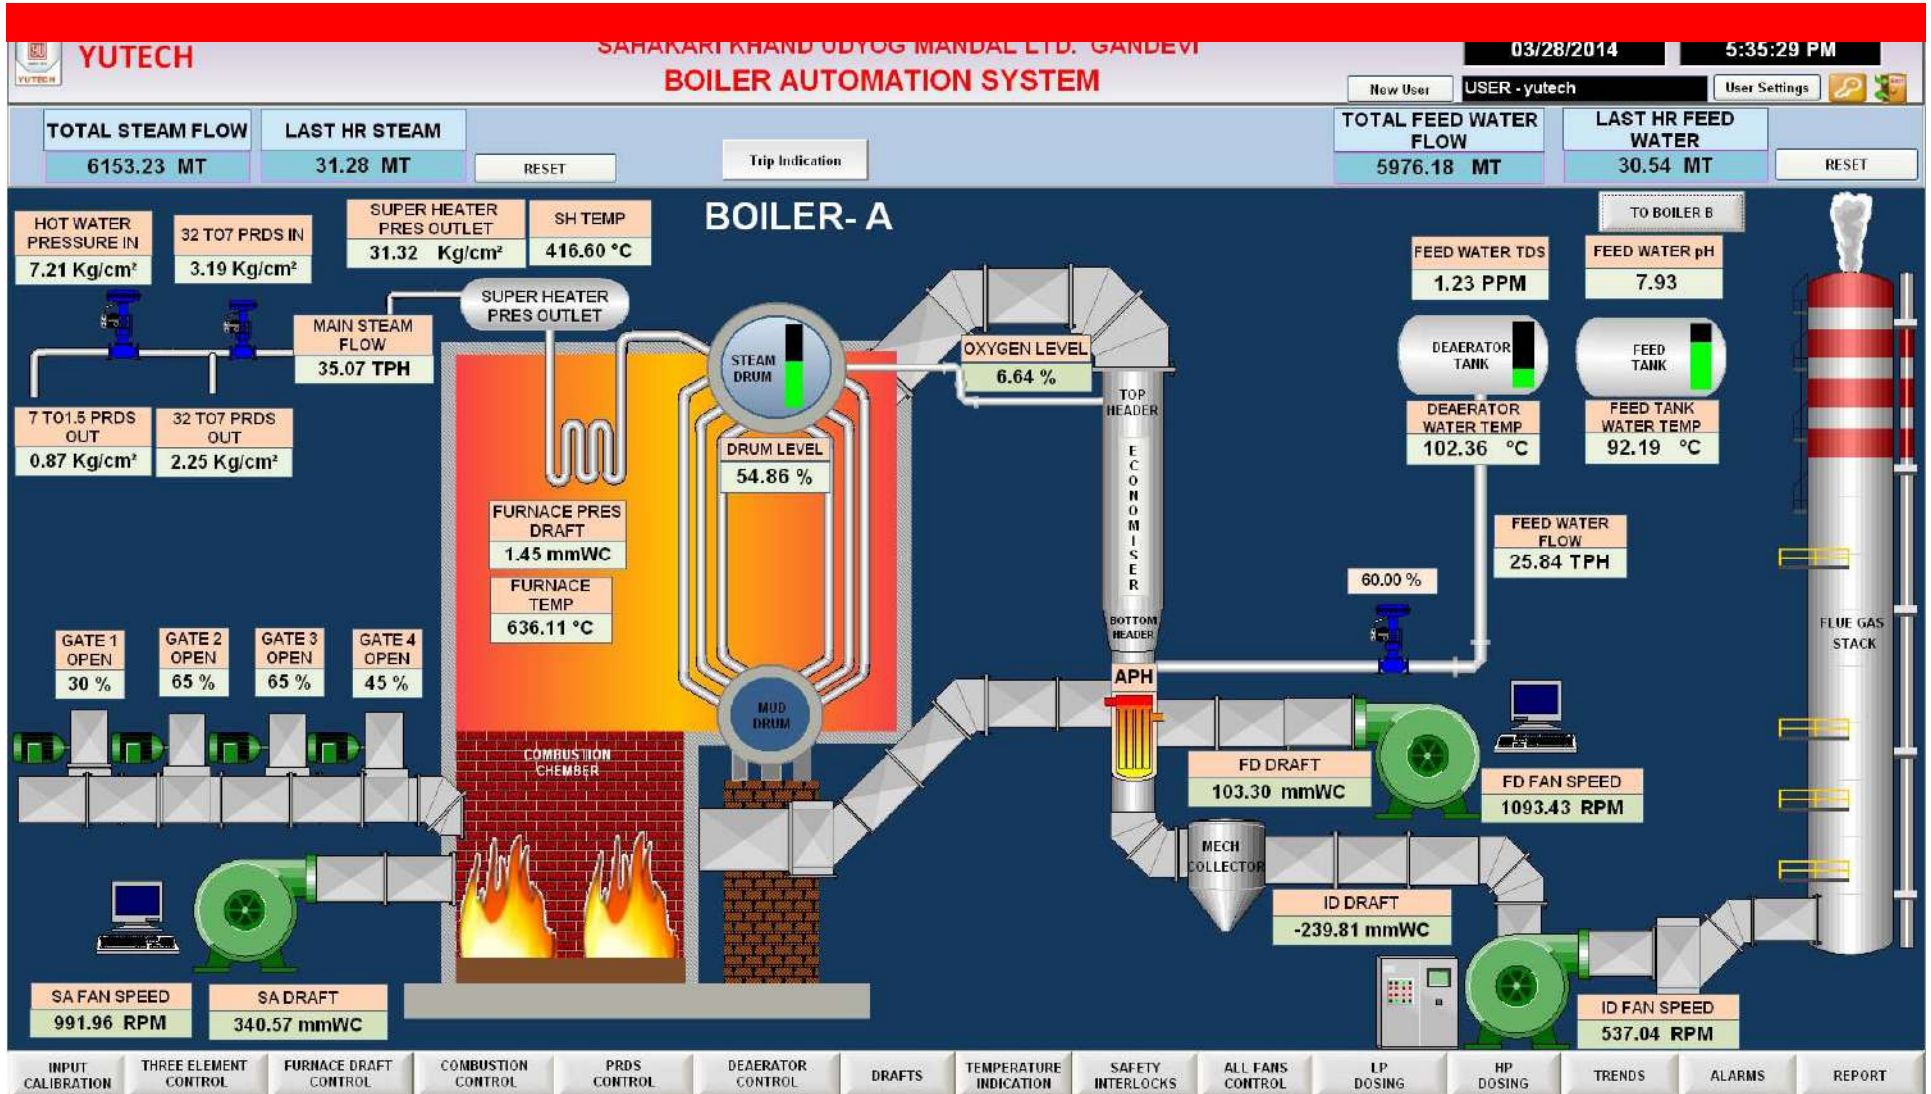 SAHAKARI KHAND UDYOG MANDAL LTD. GANDEVI
YUTECH
YUTECH
BOILER AUTOMATION SYSTEM
03/28/2014
5:35:29 PM
New User
USER - yutech
User Settings
TOTAL STEAM FLOW
6153.23 MT
LAST HR STEAM
31.28 MT
RESET
Trip Indication
TOTAL FEED WATER
FLOW
5976.18 MT
LAST HR FEED
WATER
30.54 MT
RESET
BOILER- A
TO BOILER B
HOT WATER
PRESSURE IN
7.21 Kg/cm²
32 TO7 PRDS IN
3.19 Kg/cm²
SUPER HEATER
PRES OUTLET
31.32 Kg/cm²
SH TEMP
416.60 °C
FEED WATER TDS
1.23 PPM
FEED WATER pH
7.93
SUPER HEATER
PRES OUTLET
MAIN STEAM
FLOW
35.07 TPH
STEAM
DRUM
OXYGEN LEVEL
6.64 %
DEAERATOR
TANK
FEED
TANK
7 TO1.5 PRDS
OUT
0.87 Kg/cm²
32 TO7 PRDS
OUT
2.25 Kg/cm²
TOP
HEADER
DEAERATOR
WATER TEMP
102.36 °C
FEED TANK
WATER TEMP
92.19 °C
DRUM LEVEL
54.86 %
ECONOMISER
FURNACE PRES
DRAFT
1.45 mmWC
FEED WATER
FLOW
25.84 TPH
FURNACE
TEMP
636.11 °C
60.00 %
BOTTOM
HEADER
FLUE GAS
STACK
GATE 1
OPEN
30 %
GATE 2
OPEN
65 %
GATE 3
OPEN
65 %
GATE 4
OPEN
45 %
APH
MUD
DRUM
COMBUSTION
CHEMBER
FD DRAFT
103.30 mmWC
FD FAN SPEED
1093.43 RPM
MECH
COLLECTOR
ID DRAFT
-239.81 mmWC
SA FAN SPEED
991.96 RPM
SA DRAFT
340.57 mmWC
ID FAN SPEED
537.04 RPM
INPUT
CALIBRATION
THREE ELEMENT
CONTROL
FURNACE DRAFT
CONTROL
COMBUSTION
CONTROL
PRDS
CONTROL
DEAERATOR
CONTROL
DRAFTS
TEMPERATURE
INDICATION
SAFETY
INTERLOCKS
ALL FANS
CONTROL
LP
DOSING
HP
DOSING
TRENDS
ALARMS
REPORT